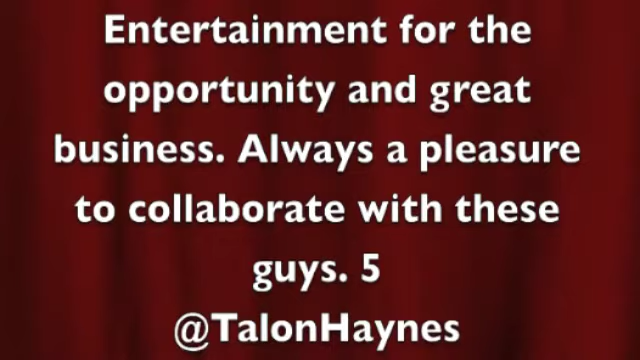 Entertainment for the
opportunity and great
business. Always a pleasure
to collaborate with these
guys. 5
@TalonHaynes